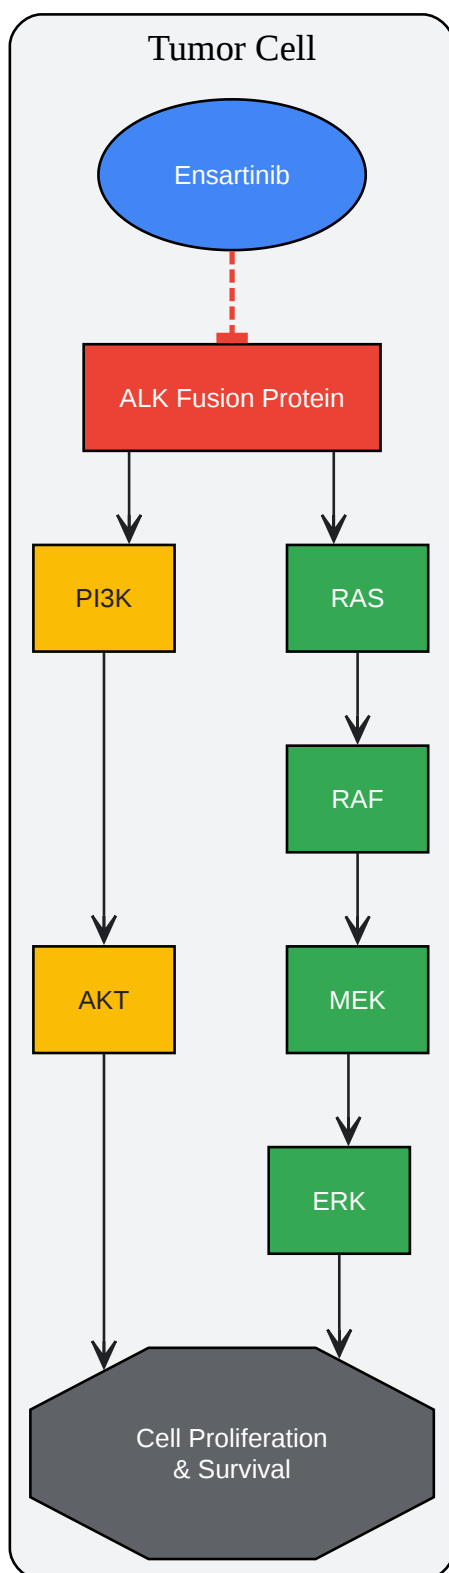 Tumor Cell
Ensartinib
ALK Fusion Protein
PI3K
RAS
RAF
AKT
MEK
ERK
Cell Proliferation
& Survival